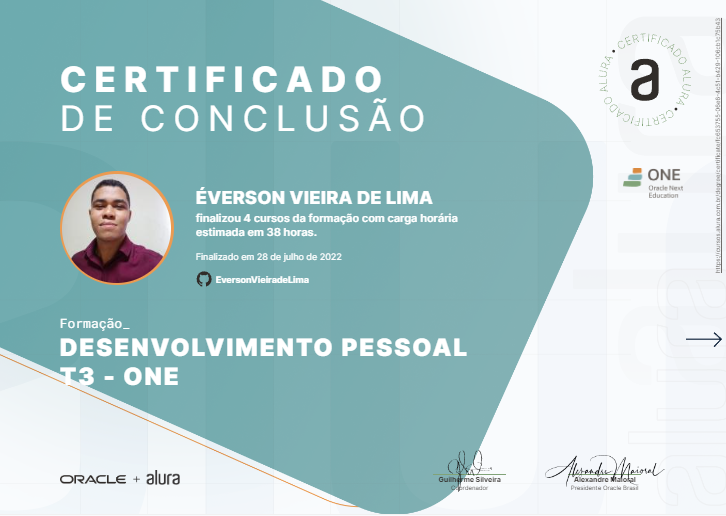 CERTIFICADO
DE CONCLUSÃO
CERTIFICADO ALURA • CERTIFICADO ALURA •
a
ONE
Oracle Next
Education
ÉVERSON VIEIRA DE LIMA
finalizou 4 cursos da formação com carga horária
estimada em 38 horas.
Finalizado em 28 de julho de 2022
EversonVieiradeLima
Formação_
DESENVOLVIMENTO PESSOAL
T3 - ONE
ORACLE + alura
Guilherme Silveira
Coordenador
Alexandre Maioral
Alexandre Maioral
Presidente Oracle Brasil